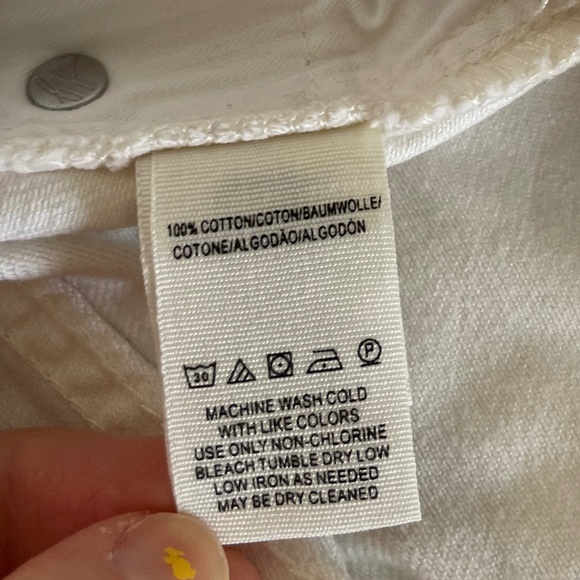 100% COTTON/COTON/BAUMWOLLE/
COTONE/ALGODÃO/ALGODÓN
30 P
MACHINE WASH COLD
WITH LIKE COLORS
USE ONLY NON-CHLORINE
BLEACH TUMBLE DRY LOW
LOW IRON AS NEEDED
MAY BE DRY CLEANED